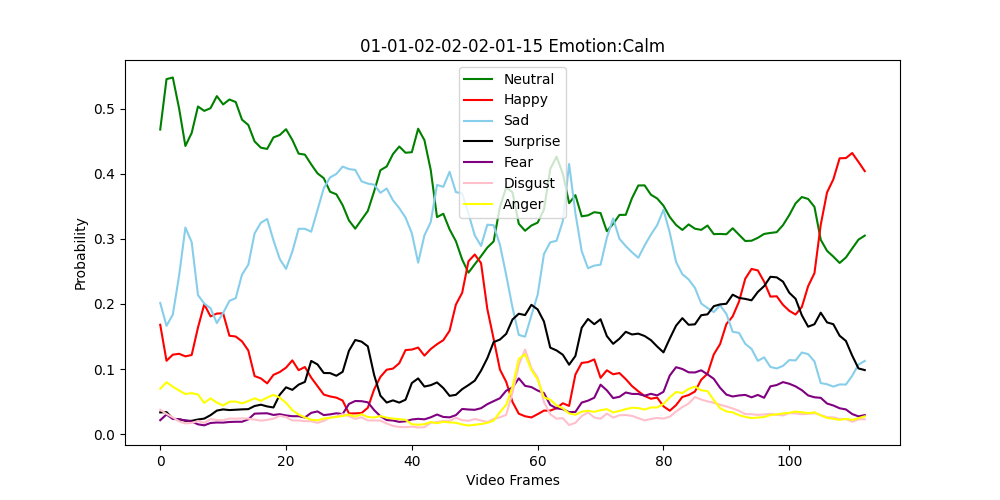 01-01-02-02-02-01-15 Emotion:Calm
Neutral
Happy
Sad
Surprise
Fear
Disgust
Anger
Probability
0.5
0.4
0.3
0.2
0.1
0.0
0 20 40 60 80 100
Video Frames